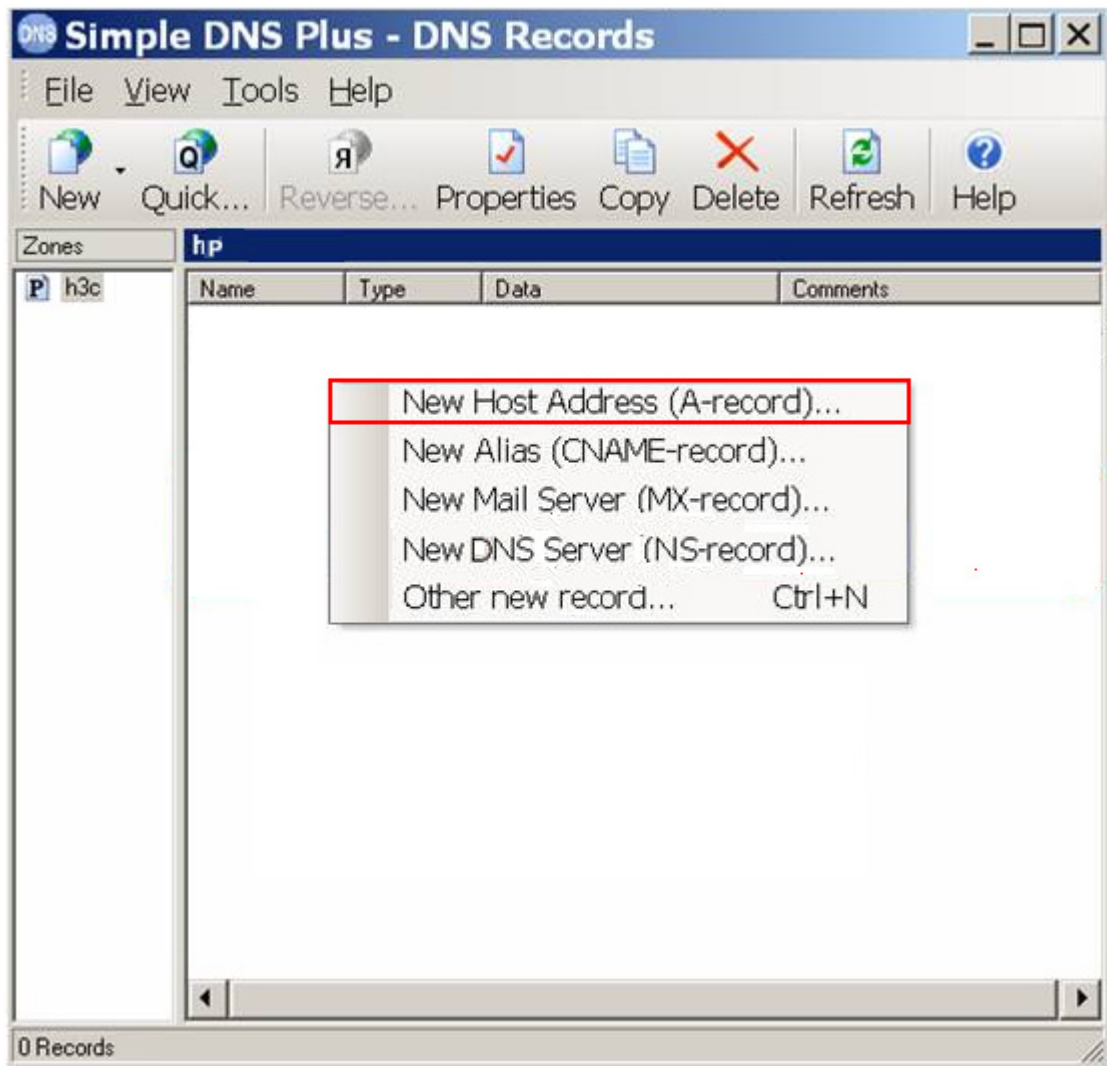 DNS Simple DNS Plus - DNS Records
File View Tools Help
New Quick... Reverse... Properties Copy Delete Refresh Help
Zones hp
P h3c Name Type Data Comments
New Host Address (A-record)...
New Alias (CNAME-record)...
New Mail Server (MX-record)...
New DNS Server (NS-record)...
Other new record... Ctrl+N
0 Records